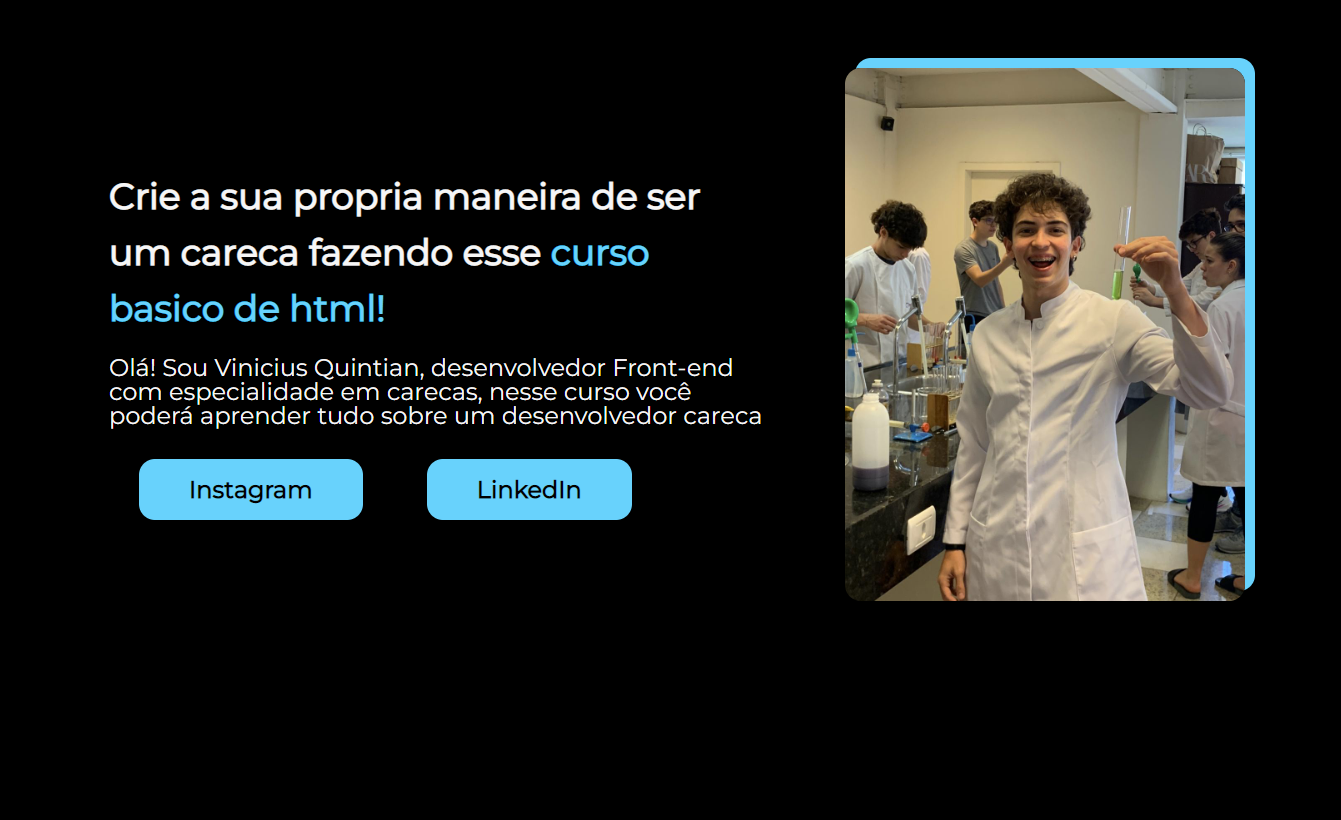 Crie a sua propria maneira de ser
um careca fazendo esse curso
basico de html!
Olá! Sou Vinicius Quintian, desenvolvedor Front-end
com especialidade em carecas, nesse curso você
poderá aprender tudo sobre um desenvolvedor careca
Instagram
LinkedIn